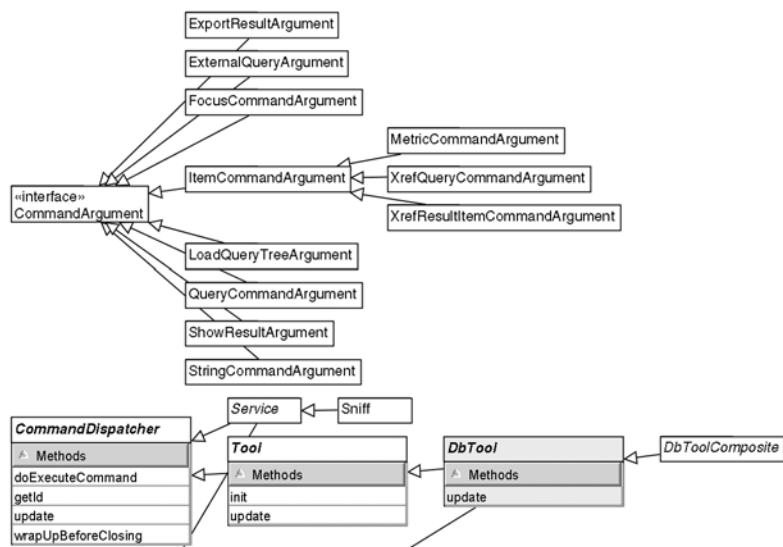 ExportResultArgument
ExternalQueryArgument
FocusCommandArgument
MetricCommandArgument
ItemCommandArgument
XrefQueryCommandArgument
«interface»
CommandArgument
XrefResultItemCommandArgument
LoadQueryTreeArgument
QueryCommandArgument
ShowResultArgument
StringCommandArgument
Service
Sniff
CommandDispatcher
Methods
doExecuteCommand
getId
update
wrapUpBeforeClosing
Tool
Methods
init
update
DbTool
Methods
update
DbToolComposite